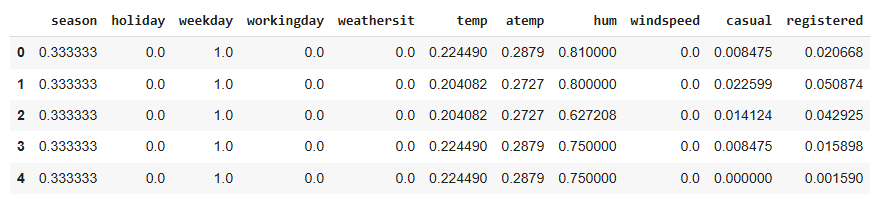 season holiday weekday workingday weathersit temp atemp hum windspeed casual registered
0 0.333333 0.0 1.0 0.0 0.0 0.224490 0.2879 0.810000 0.0 0.008475 0.020668
1 0.333333 0.0 1.0 0.0 0.0 0.204082 0.2727 0.800000 0.0 0.022599 0.050874
2 0.333333 0.0 1.0 0.0 0.0 0.204082 0.2727 0.627208 0.0 0.014124 0.042925
3 0.333333 0.0 1.0 0.0 0.0 0.224490 0.2879 0.750000 0.0 0.008475 0.015898
4 0.333333 0.0 1.0 0.0 0.0 0.224490 0.2879 0.750000 0.0 0.000000 0.001590